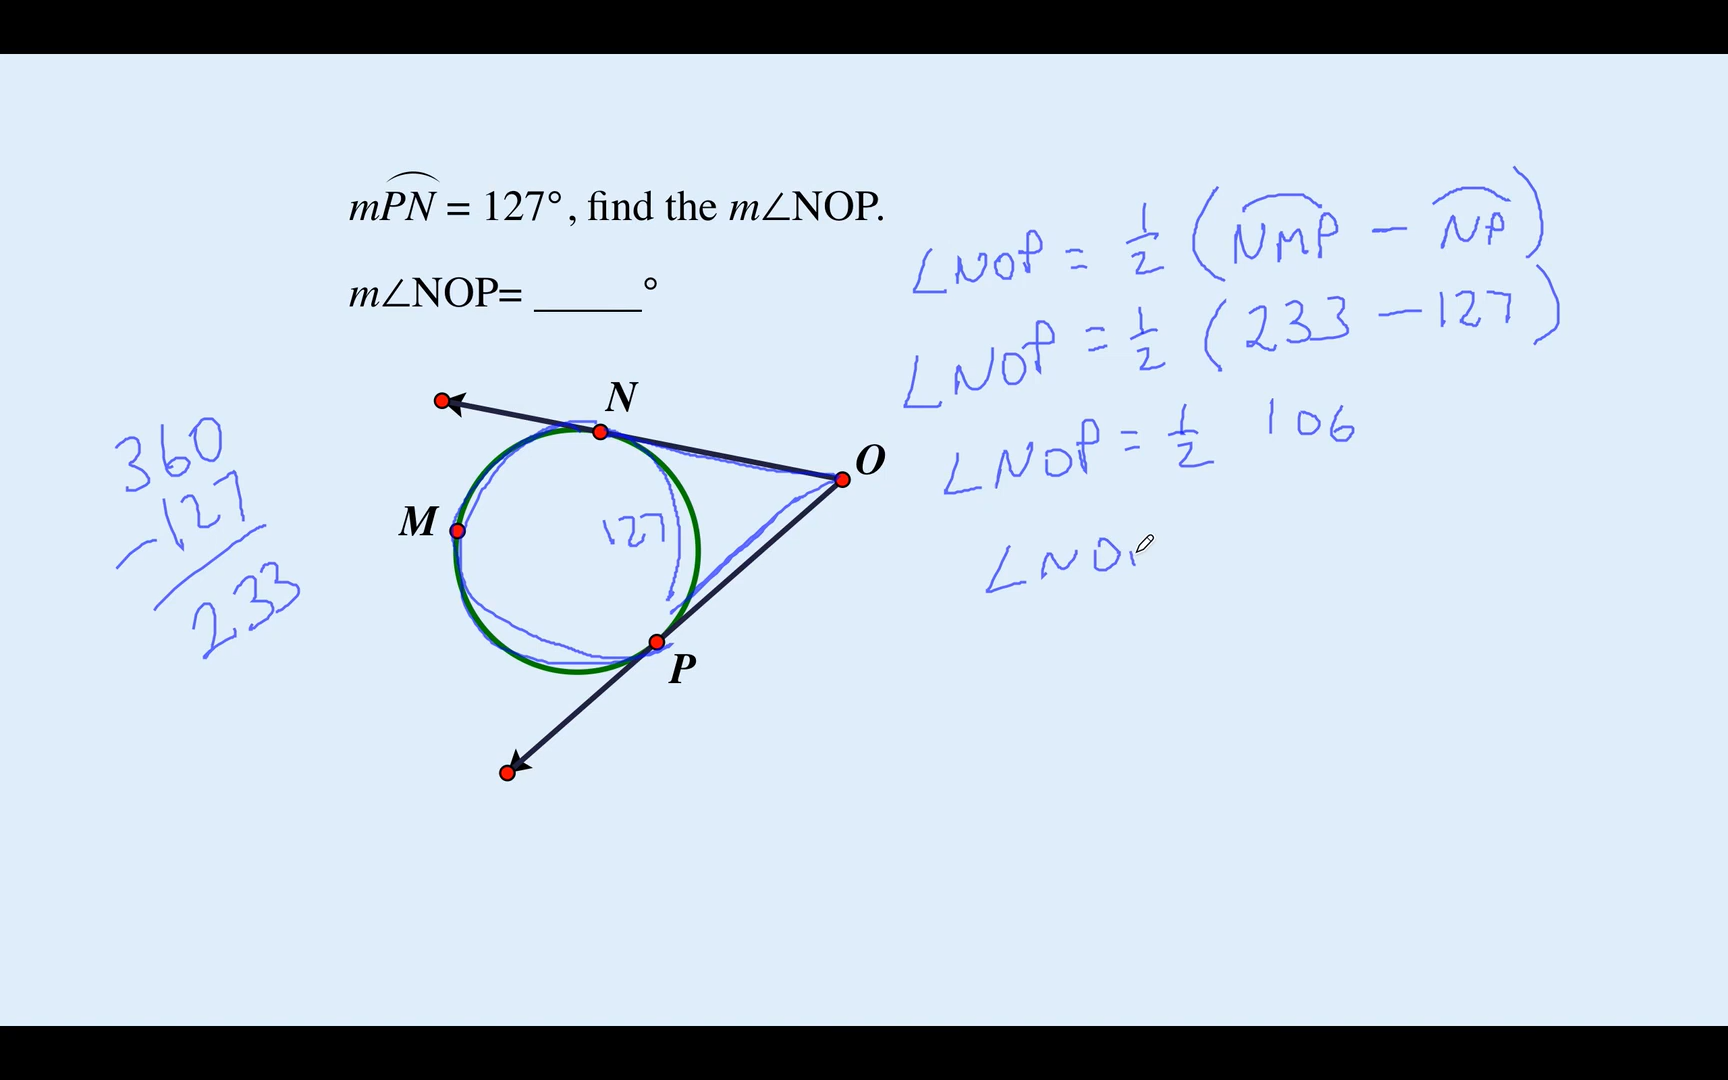 mPN = 127°, find the m∠NOP.
m∠NOP= ______°
∠NOP = 1/2 (NMP - NP)
∠NOP = 1/2 (233 - 127)
∠NOP = 1/2 106
∠NO
360
-127
233
N
O
M
127
P